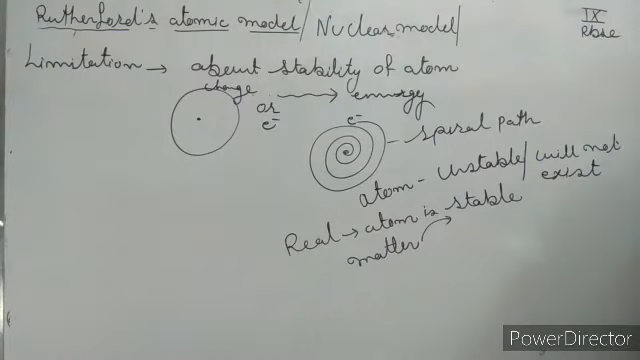 Rutherford's atomic model/Nuclear model/
IX
Rbse
Limitation → about stability of atom
charge → energy
or
e⁻
e⁻
spiral path
atom - Unstable/will not
exist
Real → atom is stable
matter
PowerDirector